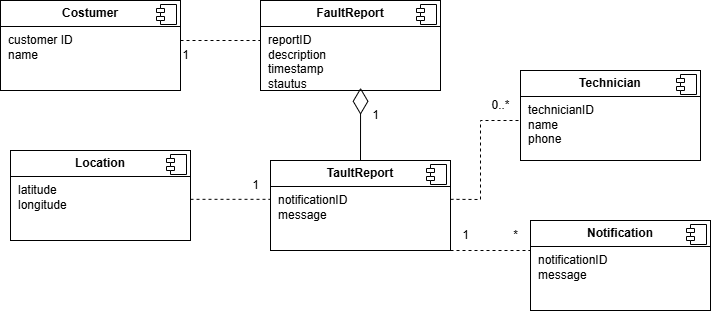 Costumer
customer ID
name
1
FaultReport
reportID
description
timestamp
stautus
1
Technician
technicianID
name
phone
0..*
Location
latitude
longitude
1
TaultReport
notificationID
message
1
*
Notification
notificationID
message